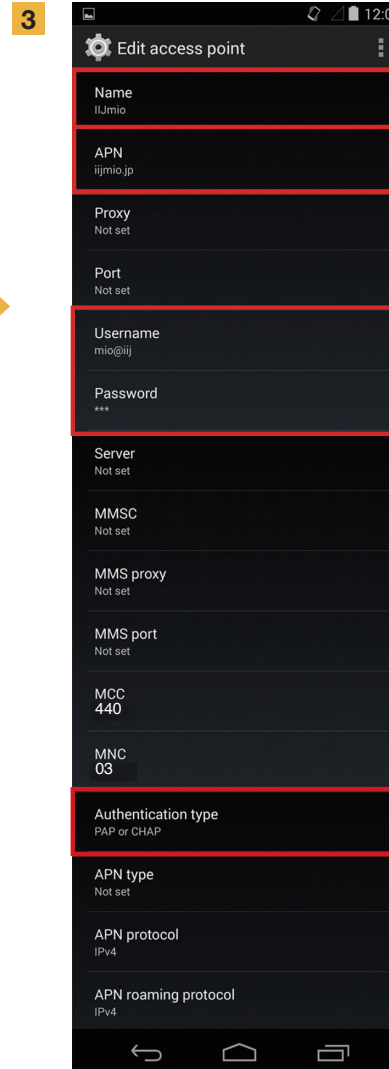 3
12:0
Edit access point
Name
IIJmio
APN
iijmio.jp
Proxy
Not set
Port
Not set
Username
mio@iij
Password
***
Server
Not set
MMSC
Not set
MMS proxy
Not set
MMS port
Not set
MCC
440
MNC
03
Authentication type
PAP or CHAP
APN type
Not set
APN protocol
IPv4
APN roaming protocol
IPv4